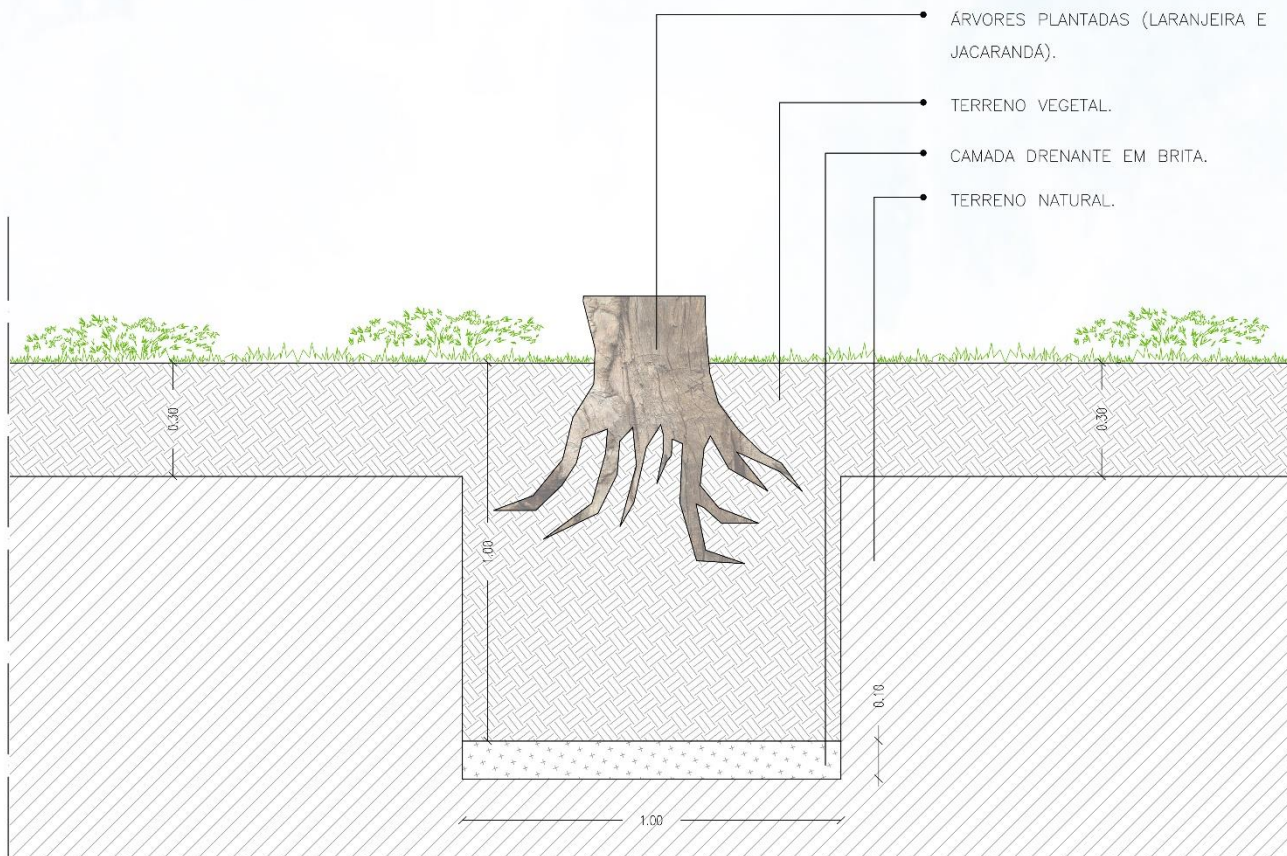 ÁRVORES PLANTADAS (LARANJEIRA E
JACARANDÁ).
TERRENO VEGETAL.
CAMADA DRENANTE EM BRITA.
TERRENO NATURAL.
0.30
0.30
1.00
0.10
1.00